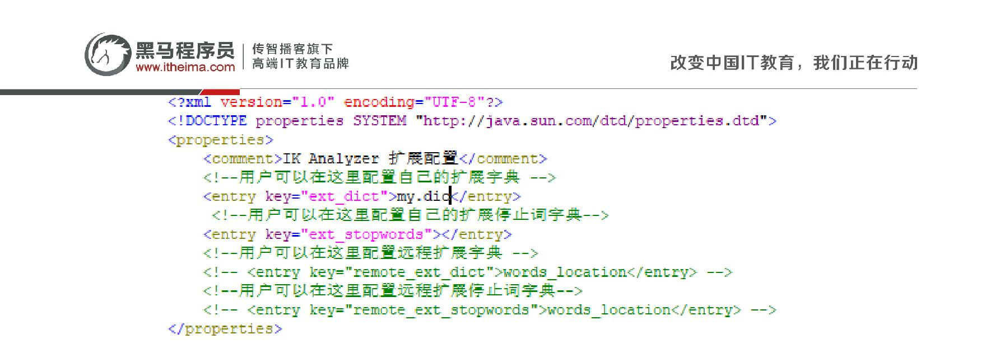 黑马程序员
www.itheima.com
传智播客旗下
高端IT教育品牌
改变中国IT教育，我们正在行动
<?xml version="1.0" encoding="UTF-8"?>
<!DOCTYPE properties SYSTEM "http://java.sun.com/dtd/properties.dtd">
<properties>
    <comment>IK Analyzer 扩展配置</comment>
    <!--用户可以在这里配置自己的扩展字典 -->
    <entry key="ext_dict">my.dic</entry>
     <!--用户可以在这里配置自己的扩展停止词字典-->
    <entry key="ext_stopwords"></entry>
    <!--用户可以在这里配置远程扩展字典 -->
    <!-- <entry key="remote_ext_dict">words_location</entry> -->
    <!--用户可以在这里配置远程扩展停止词字典-->
    <!-- <entry key="remote_ext_stopwords">words_location</entry> -->
</properties>